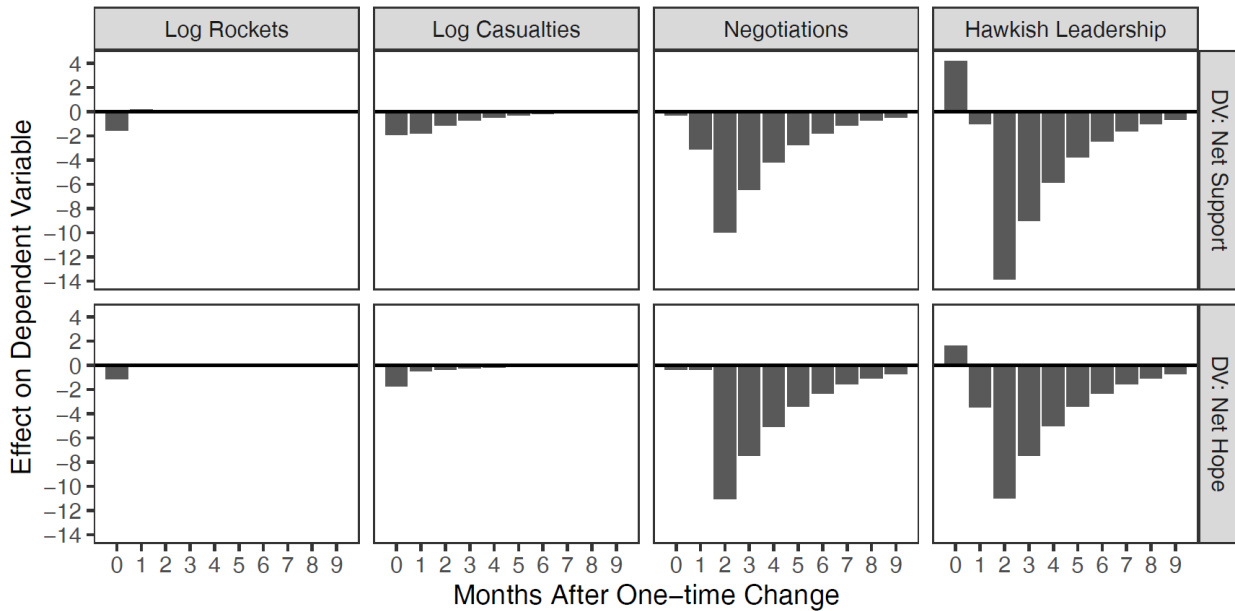 Log Rockets
Log Casualties
Negotiations
Hawkish Leadership
Effect on Dependent Variable
4
2
0
−2
−4
−6
−8
−10
−12
−14
DV: Net Support
4
2
0
−2
−4
−6
−8
−10
−12
−14
DV: Net Hope
0 1 2 3 4 5 6 7 8 9
0 1 2 3 4 5 6 7 8 9
0 1 2 3 4 5 6 7 8 9
0 1 2 3 4 5 6 7 8 9
Months After One−time Change